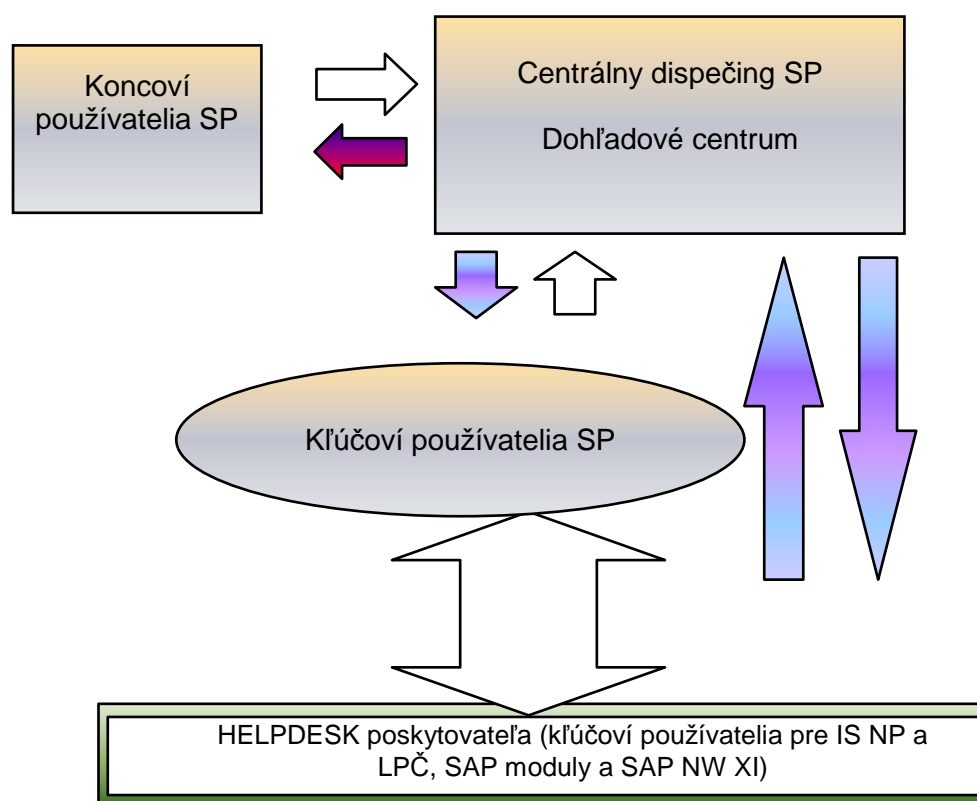 Koncoví
používatelia SP
Centrálny dispečing SP
Dohľadové centrum
Kľúčoví používatelia SP
HELPDESK poskytovateľa (kľúčoví používatelia pre IS NP a
LPČ, SAP moduly a SAP NW XI)